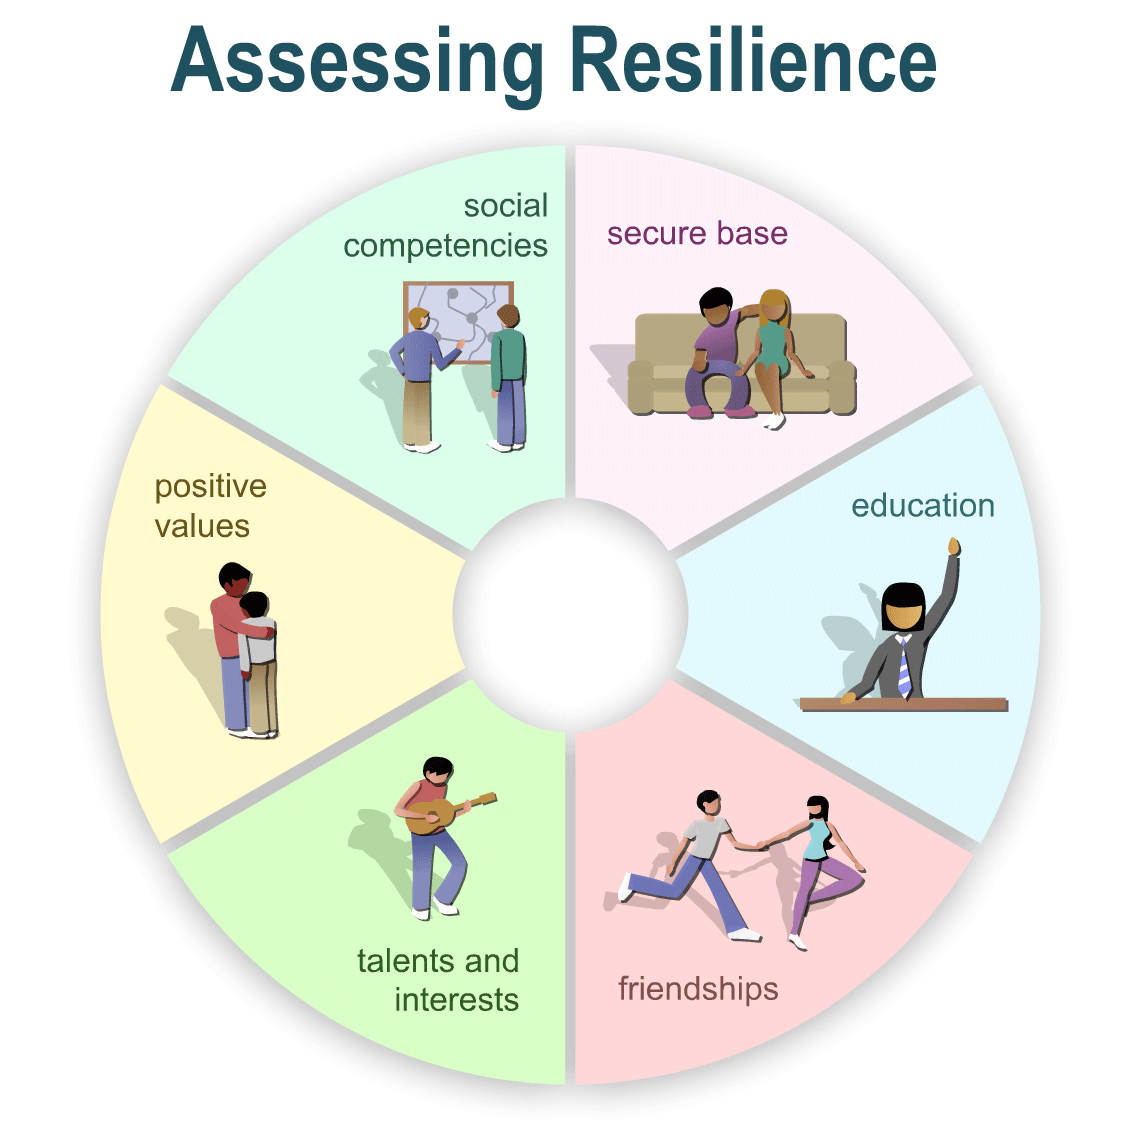 Assessing Resilience
social
competencies
secure base
positive
values
education
talents and
interests
friendships